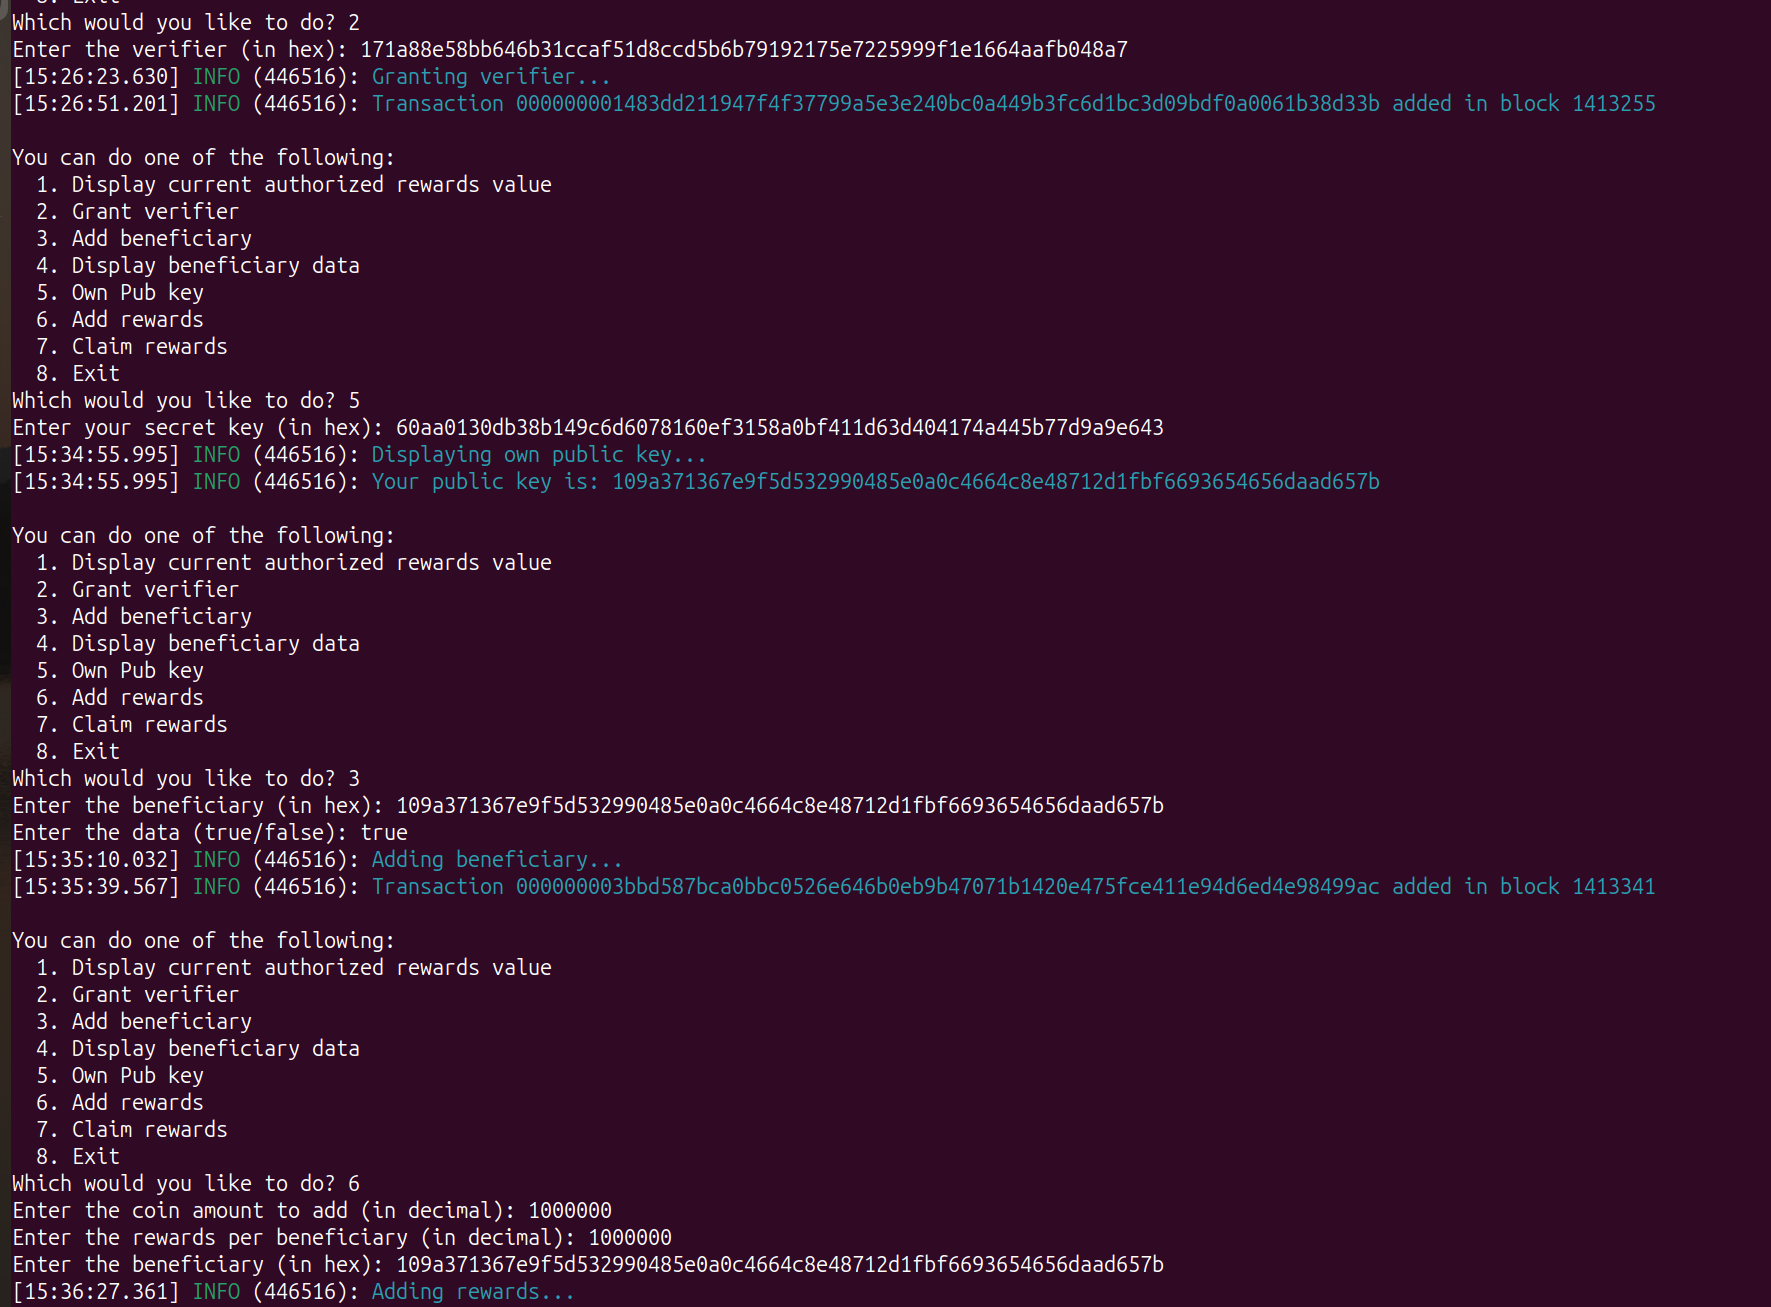 8. Exit
Which would you like to do? 2
Enter the verifier (in hex): 171a88e58bb646b31ccaf51d8ccd5b6b79192175e7225999f1e1664aafb048a7
[15:26:23.630] INFO (446516): Granting verifier...
[15:26:51.201] INFO (446516): Transaction 000000001483dd211947f4f37799a5e3e240bc0a449b3fc6d1bc3d09bdf0a0061b38d33b added in block 1413255

You can do one of the following:
  1. Display current authorized rewards value
  2. Grant verifier
  3. Add beneficiary
  4. Display beneficiary data
  5. Own Pub key
  6. Add rewards
  7. Claim rewards
  8. Exit
Which would you like to do? 5
Enter your secret key (in hex): 60aa0130db38b149c6d6078160ef3158a0bf411d63d404174a445b77d9a9e643
[15:34:55.995] INFO (446516): Displaying own public key...
[15:34:55.995] INFO (446516): Your public key is: 109a371367e9f5d532990485e0a0c4664c8e48712d1fbf6693654656daad657b

You can do one of the following:
  1. Display current authorized rewards value
  2. Grant verifier
  3. Add beneficiary
  4. Display beneficiary data
  5. Own Pub key
  6. Add rewards
  7. Claim rewards
  8. Exit
Which would you like to do? 3
Enter the beneficiary (in hex): 109a371367e9f5d532990485e0a0c4664c8e48712d1fbf6693654656daad657b
Enter the data (true/false): true
[15:35:10.032] INFO (446516): Adding beneficiary...
[15:35:39.567] INFO (446516): Transaction 000000003bbd587bca0bbc0526e646b0eb9b47071b1420e475fce411e94d6ed4e98499ac added in block 1413341

You can do one of the following:
  1. Display current authorized rewards value
  2. Grant verifier
  3. Add beneficiary
  4. Display beneficiary data
  5. Own Pub key
  6. Add rewards
  7. Claim rewards
  8. Exit
Which would you like to do? 6
Enter the coin amount to add (in decimal): 1000000
Enter the rewards per beneficiary (in decimal): 1000000
Enter the beneficiary (in hex): 109a371367e9f5d532990485e0a0c4664c8e48712d1fbf6693654656daad657b
[15:36:27.361] INFO (446516): Adding rewards...